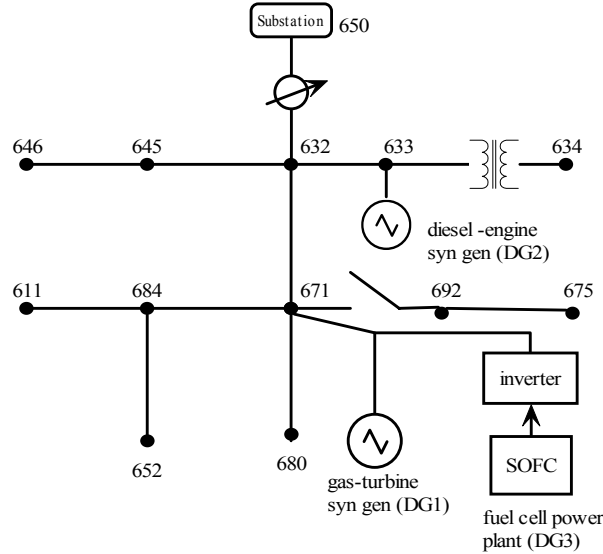 Substation
650
646
645
632
633
634
diesel -engine
syn gen (DG2)
611
684
671
692
675
inverter
652
680
SOFC
gas-turbine
syn gen (DG1)
fuel cell power
plant (DG3)